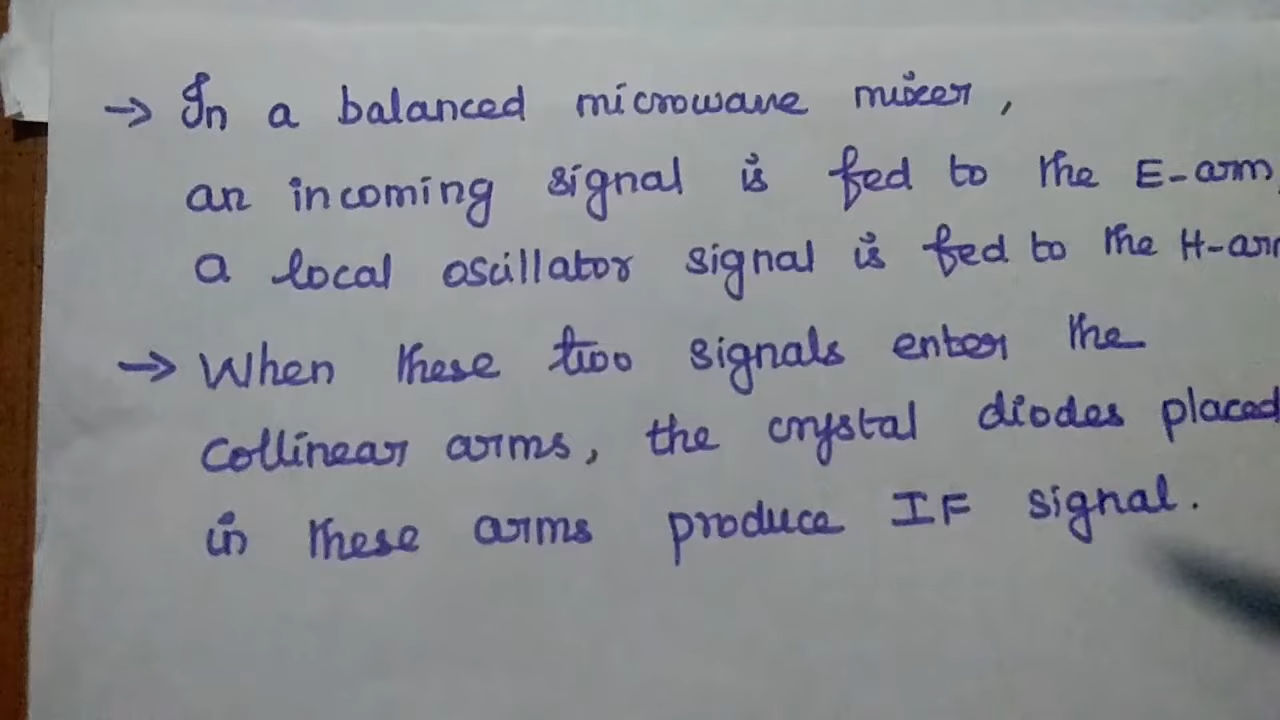 → In a balanced microwave mixer,
an incoming signal is fed to the E-arm,
a local oscillator signal is fed to the H-arm
→ When these two signals enter the
collinear arms, the crystal diodes placed
in these arms produce IF signal.